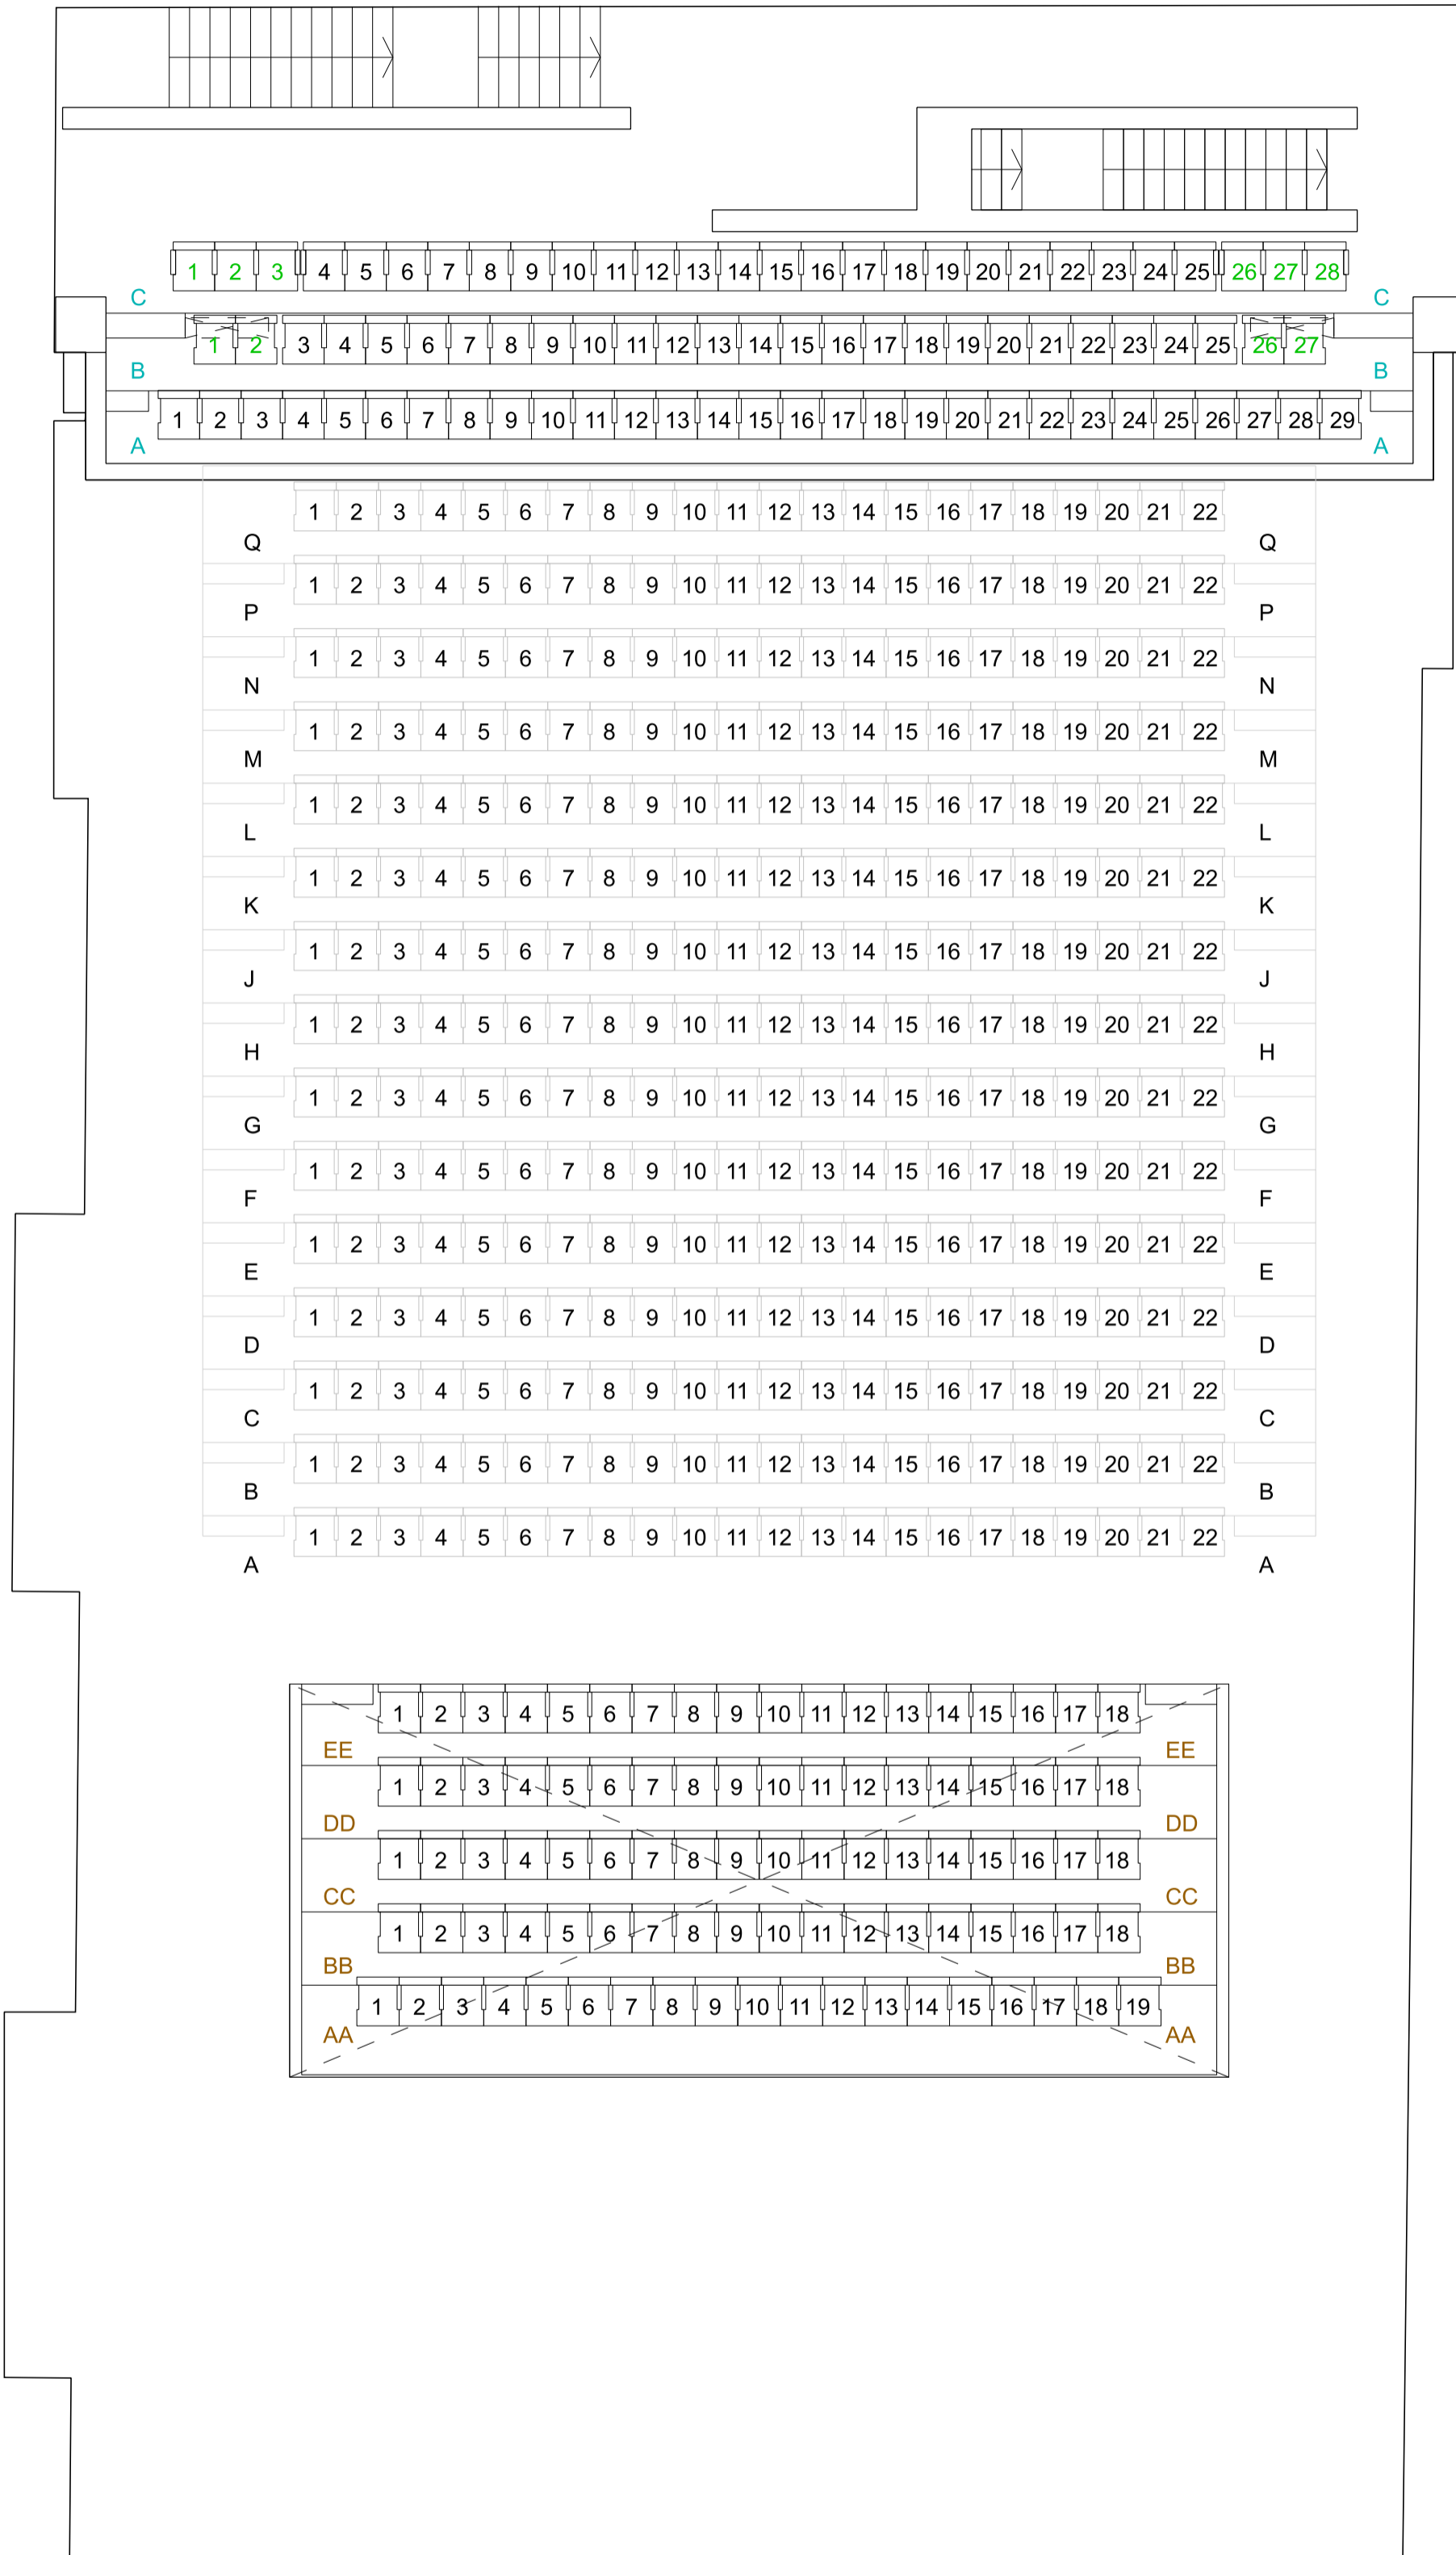 1 2 3 4 5 6 7 8 9 10 11 12 13 14 15 16 17 18 19 20 21 22 23 24 25 26 27 28
C C
1 2 3 4 5 6 7 8 9 10 11 12 13 14 15 16 17 18 19 20 21 22 23 24 25 26 27
B B
1 2 3 4 5 6 7 8 9 10 11 12 13 14 15 16 17 18 19 20 21 22 23 24 25 26 27 28 29
A A
1 2 3 4 5 6 7 8 9 10 11 12 13 14 15 16 17 18 19 20 21 22
Q Q
1 2 3 4 5 6 7 8 9 10 11 12 13 14 15 16 17 18 19 20 21 22
P P
1 2 3 4 5 6 7 8 9 10 11 12 13 14 15 16 17 18 19 20 21 22
N N
1 2 3 4 5 6 7 8 9 10 11 12 13 14 15 16 17 18 19 20 21 22
M M
1 2 3 4 5 6 7 8 9 10 11 12 13 14 15 16 17 18 19 20 21 22
L L
1 2 3 4 5 6 7 8 9 10 11 12 13 14 15 16 17 18 19 20 21 22
K K
1 2 3 4 5 6 7 8 9 10 11 12 13 14 15 16 17 18 19 20 21 22
J J
1 2 3 4 5 6 7 8 9 10 11 12 13 14 15 16 17 18 19 20 21 22
H H
1 2 3 4 5 6 7 8 9 10 11 12 13 14 15 16 17 18 19 20 21 22
G G
1 2 3 4 5 6 7 8 9 10 11 12 13 14 15 16 17 18 19 20 21 22
F F
1 2 3 4 5 6 7 8 9 10 11 12 13 14 15 16 17 18 19 20 21 22
E E
1 2 3 4 5 6 7 8 9 10 11 12 13 14 15 16 17 18 19 20 21 22
D D
1 2 3 4 5 6 7 8 9 10 11 12 13 14 15 16 17 18 19 20 21 22
C C
1 2 3 4 5 6 7 8 9 10 11 12 13 14 15 16 17 18 19 20 21 22
B B
1 2 3 4 5 6 7 8 9 10 11 12 13 14 15 16 17 18 19 20 21 22
A A
1 2 3 4 5 6 7 8 9 10 11 12 13 14 15 16 17 18
EE EE
1 2 3 4 5 6 7 8 9 10 11 12 13 14 15 16 17 18
DD DD
1 2 3 4 5 6 7 8 9 10 11 12 13 14 15 16 17 18
CC CC
1 2 3 4 5 6 7 8 9 10 11 12 13 14 15 16 17 18
BB BB
1 2 3 4 5 6 7 8 9 10 11 12 13 14 15 16 17 18 19
AA AA